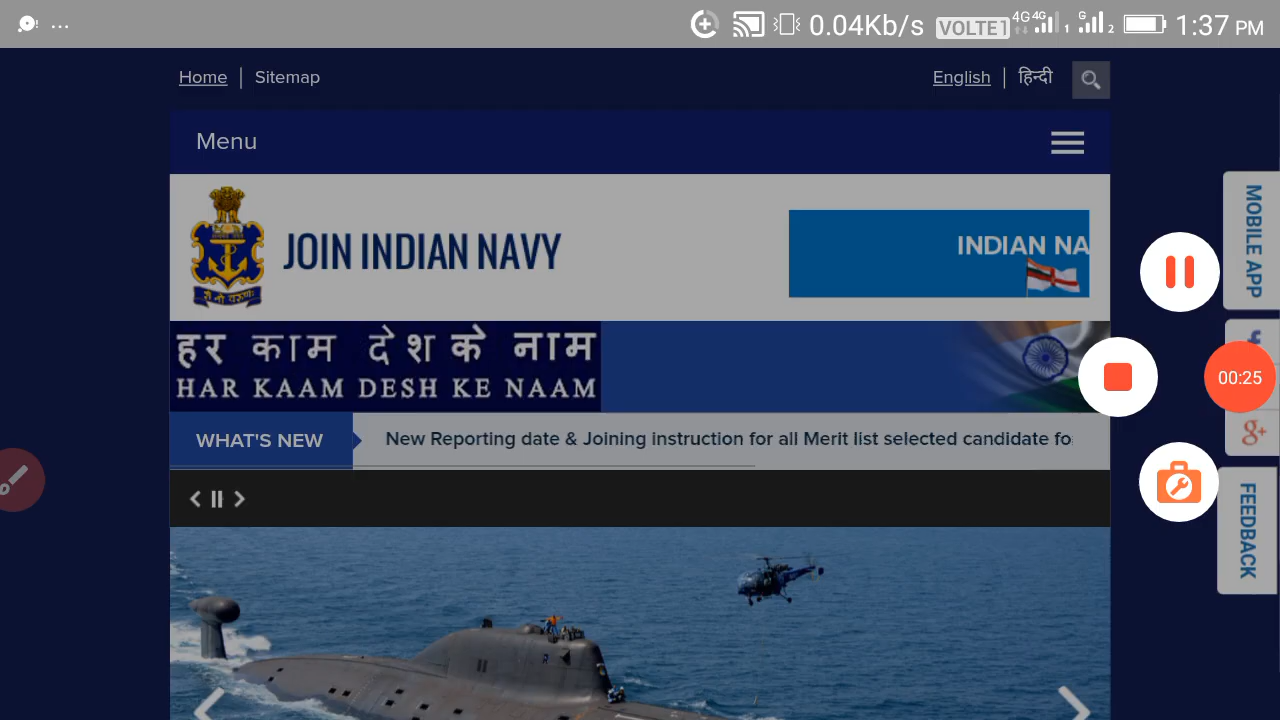 0.04Kb/s VOLTE1 4G 4G 1 G 2 1:37 PM
Home | Sitemap
English | हिन्दी
Menu
JOIN INDIAN NAVY
INDIAN NA
हर काम देश के नाम
HAR KAAM DESH KE NAAM
WHAT'S NEW
New Reporting date & Joining instruction for all Merit list selected candidate fo
MOBILE APP
f
00:25
g+
FEEDBACK